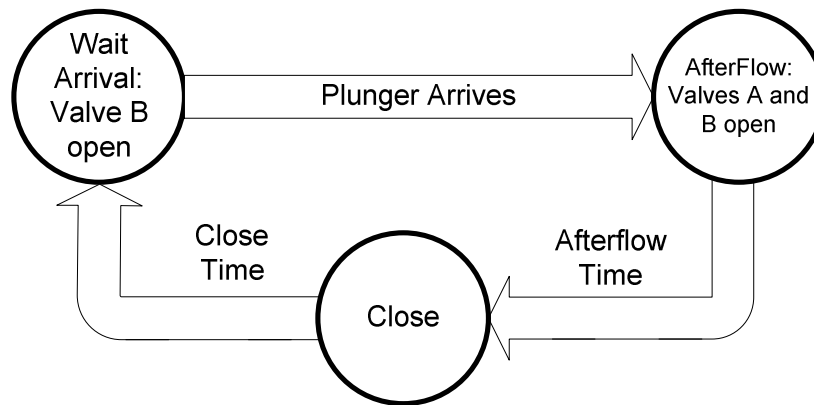 Wait
Arrival:
Valve B
open
Plunger Arrives
AfterFlow:
Valves A and
B open
Close
Time
Afterflow
Time
Close